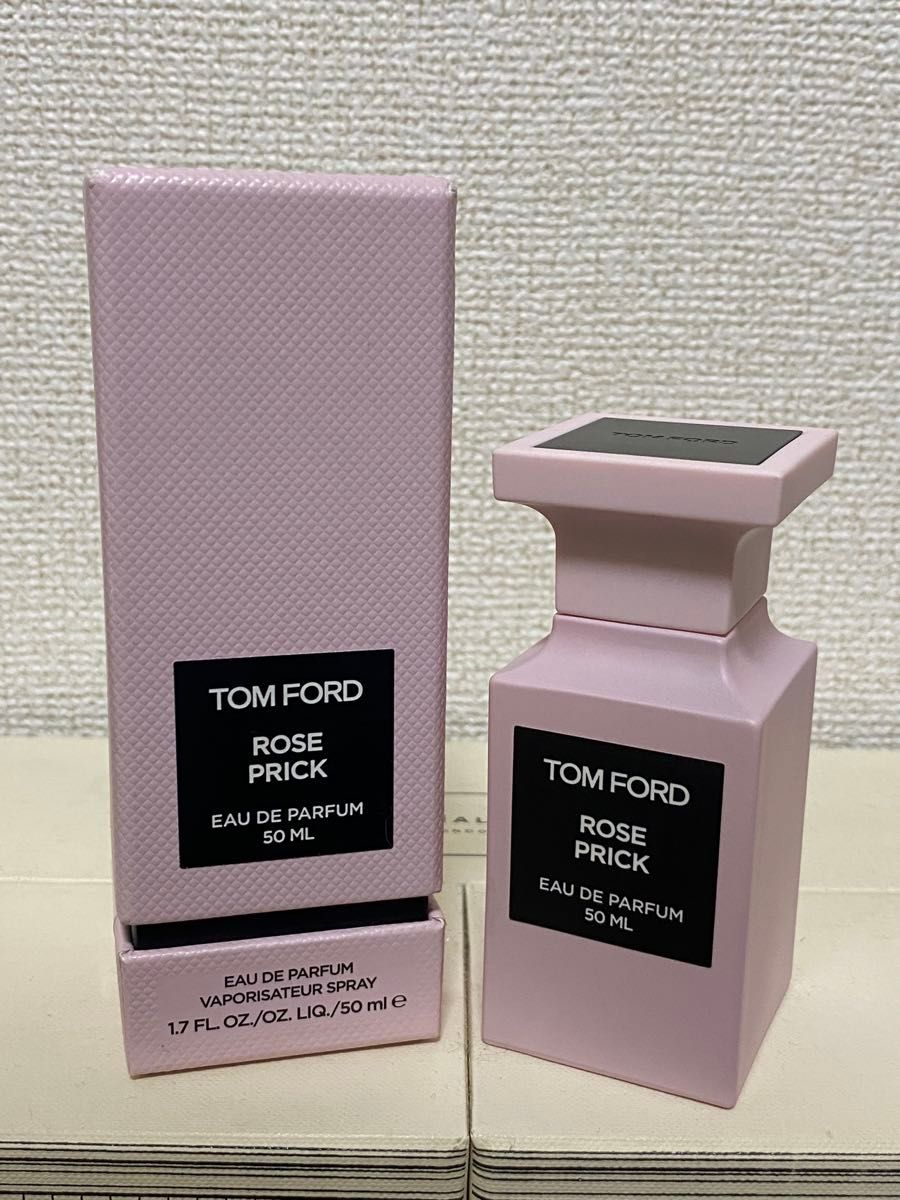 TOM FORD
ROSE
PRICK
EAU DE PARFUM
50 ML
EAU DE PARFUM
VAPORISATEUR SPRAY
1.7 FL. OZ./OZ. LIQ./50 ml ℮
TOM FORD
TOM FORD
ROSE
PRICK
EAU DE PARFUM
50 ML